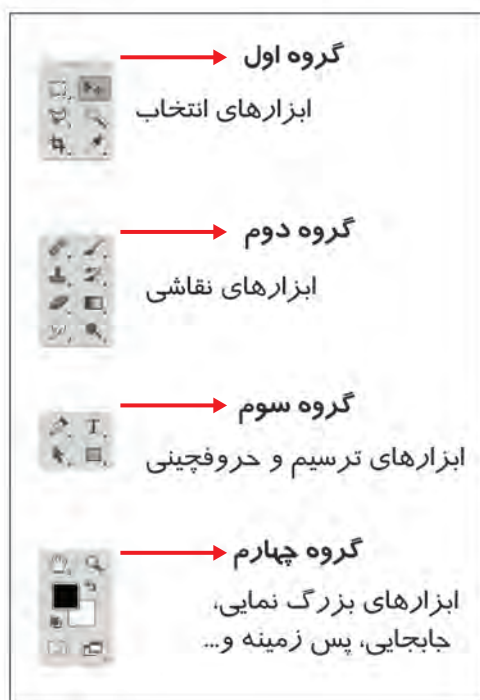 گروه اول
ابزارهای انتخاب
گروه دوم
ابزارهای نقاشی
گروه سوم
ابزارهای ترسیم و حروفچینی
گروه چهارم
ابزارهای بزرگ نمایی،
جابجایی، پس زمینه و...